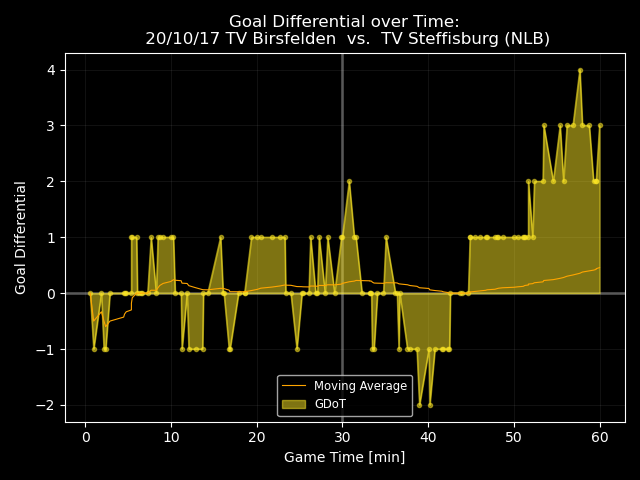 Goal Differential over Time:
20/10/17 TV Birsfelden  vs.  TV Steffisburg (NLB)
Goal Differential
4
3
2
1
0
−1
−2
Moving Average
GDoT
0 10 20 30 40 50 60
Game Time [min]